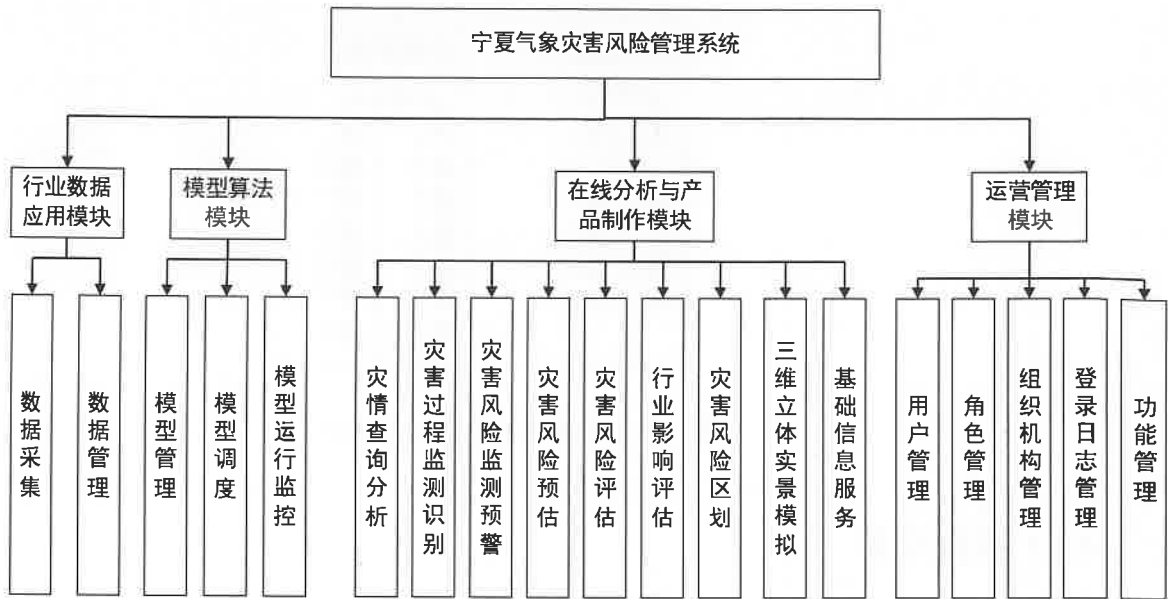 宁夏气象灾害风险管理系统
行业数据
应用模块
模型算法
模块
在线分析与产
品制作模块
运营管理
模块
数据采集
数据管理
模型管理
模型调度
模型运行监控
灾情查询分析
灾害过程监测识别
灾害风险监测预警
灾害风险预估
灾害风险评估
行业影响评估
灾害风险区划
三维立体实景模拟
基础信息服务
用户管理
角色管理
组织机构管理
登录日志管理
功能管理